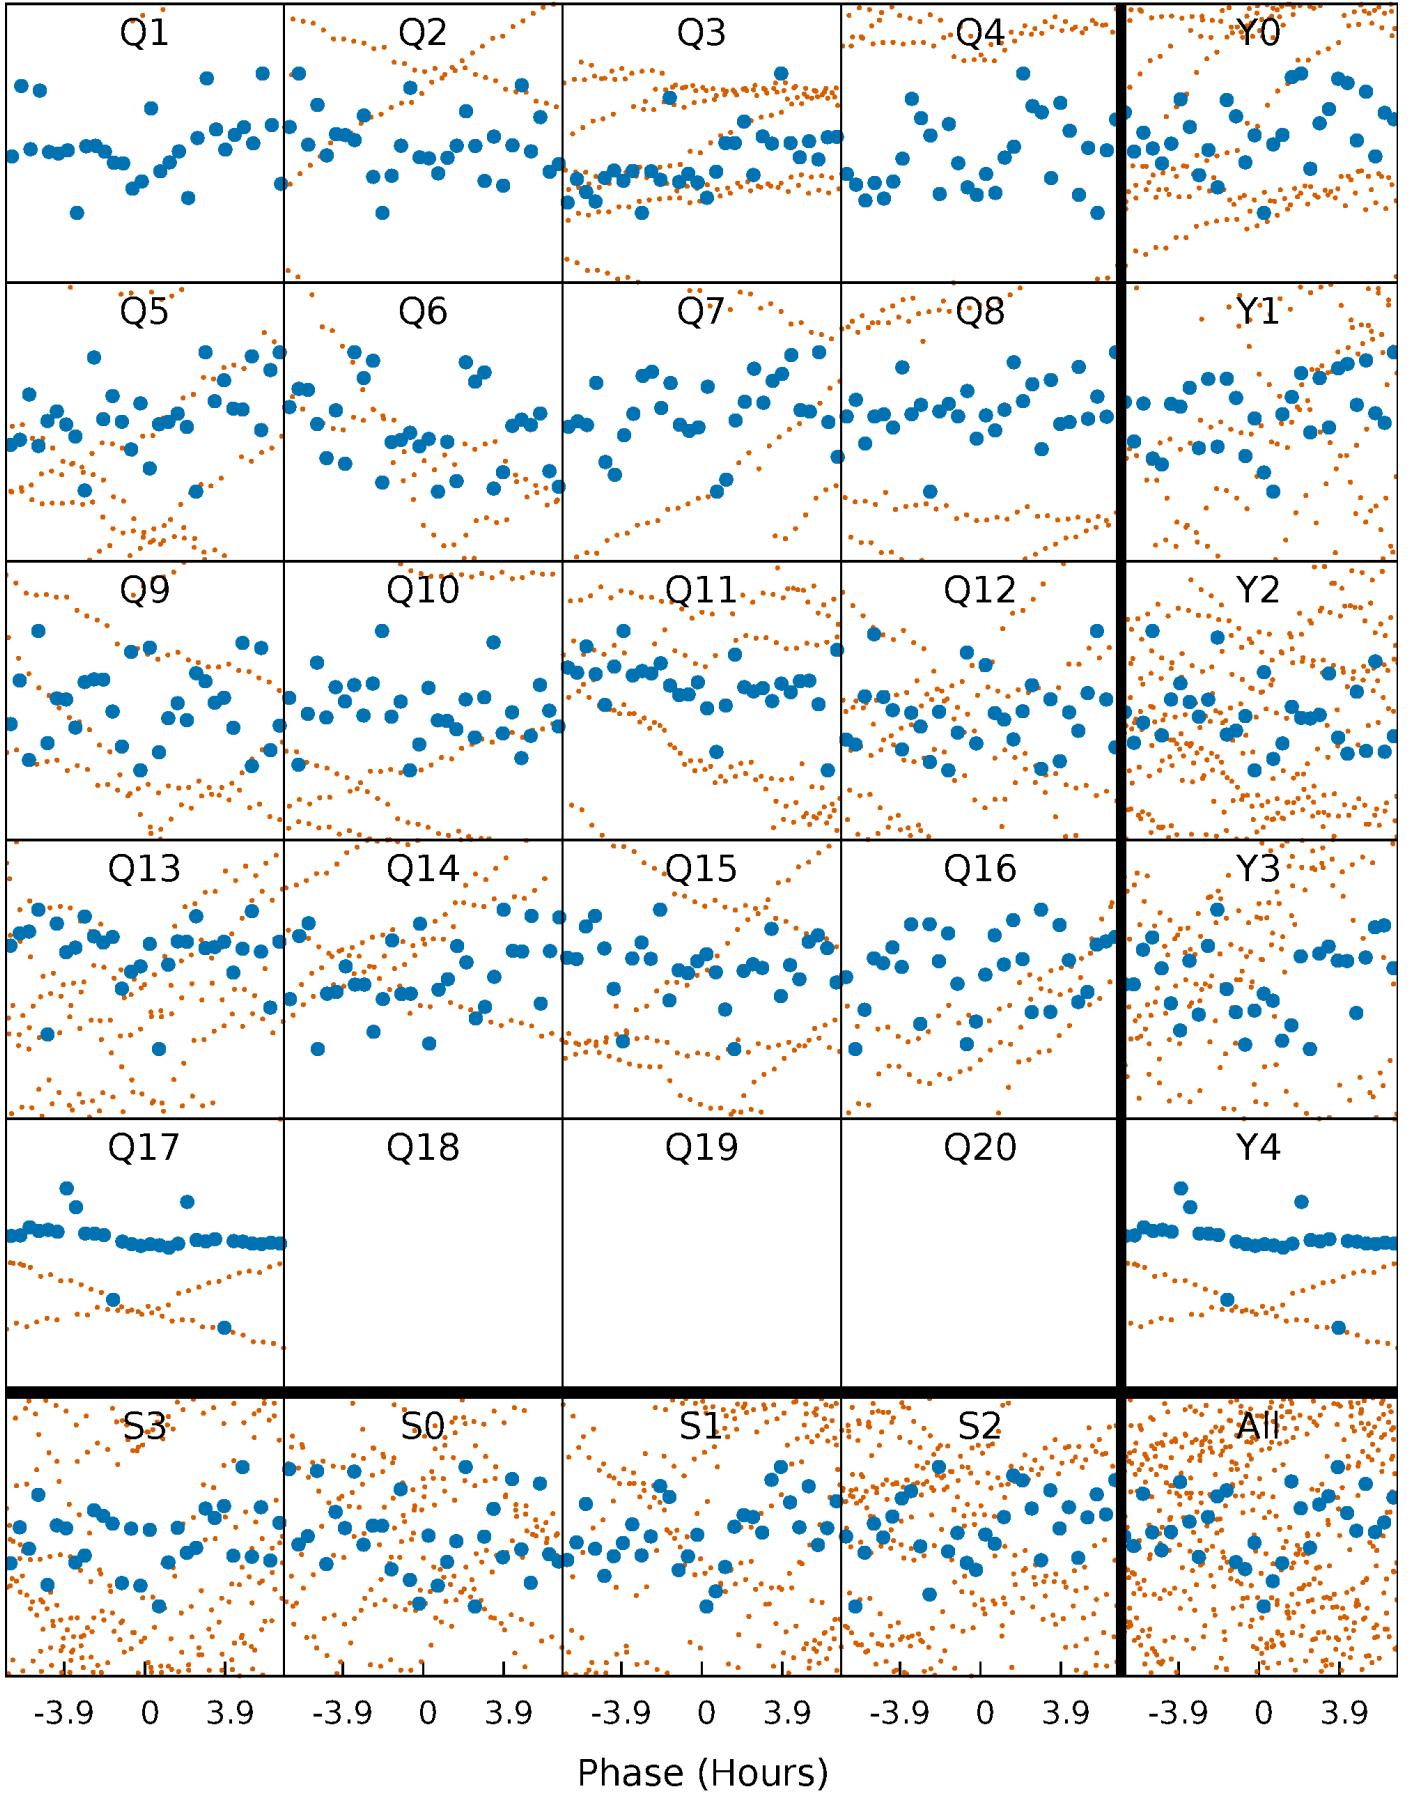 Q1 Q2 Q3 Q4 Y0
Q5 Q6 Q7 Q8 Y1
Q9 Q10 Q11 Q12 Y2
Q13 Q14 Q15 Q16 Y3
Q17 Q18 Q19 Q20 Y4
S3 S0 S1 S2 All
-3.9 0 3.9 -3.9 0 3.9 -3.9 0 3.9 -3.9 0 3.9 -3.9 0 3.9
Phase (Hours)